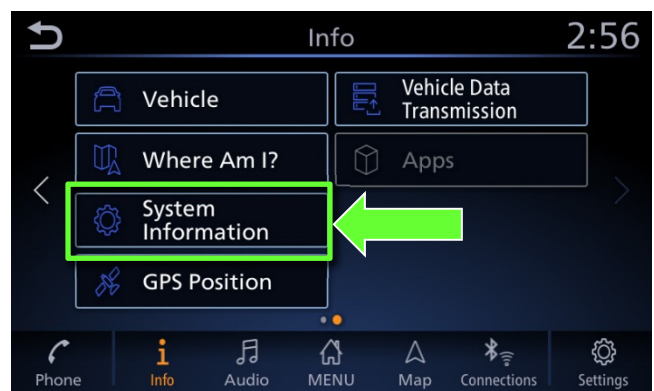 Info
2:56
Vehicle
Vehicle Data
Transmission
Where Am I?
Apps
System
Information
GPS Position
Phone
Info
Audio
MENU
Map
Connections
Settings